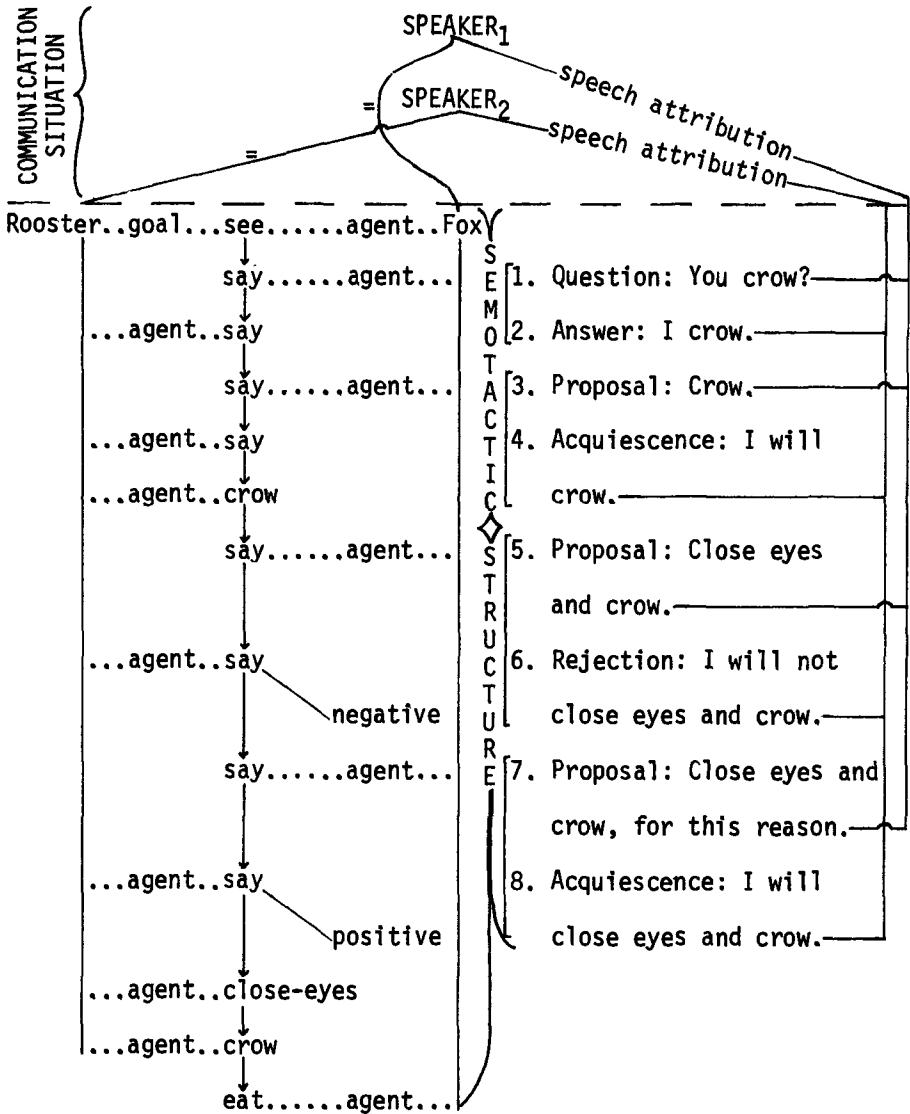 COMMUNICATION
SITUATION
SPEAKER1
speech attribution
= SPEAKER2
speech attribution
=
Rooster..goal...see......agent..Fox
say......agent...
1. Question: You crow?
...agent..say
2. Answer: I crow.
say......agent...
3. Proposal: Crow.
...agent..say
4. Acquiescence: I will
...agent..crow
crow.
say......agent...
5. Proposal: Close eyes
and crow.
...agent..say
6. Rejection: I will not
negative
close eyes and crow.
say......agent...
7. Proposal: Close eyes and
crow, for this reason.
...agent..say
8. Acquiescence: I will
positive
close eyes and crow.
...agent..close-eyes
...agent..crow
eat......agent...
SEMOTACTIC
STRUCTURE